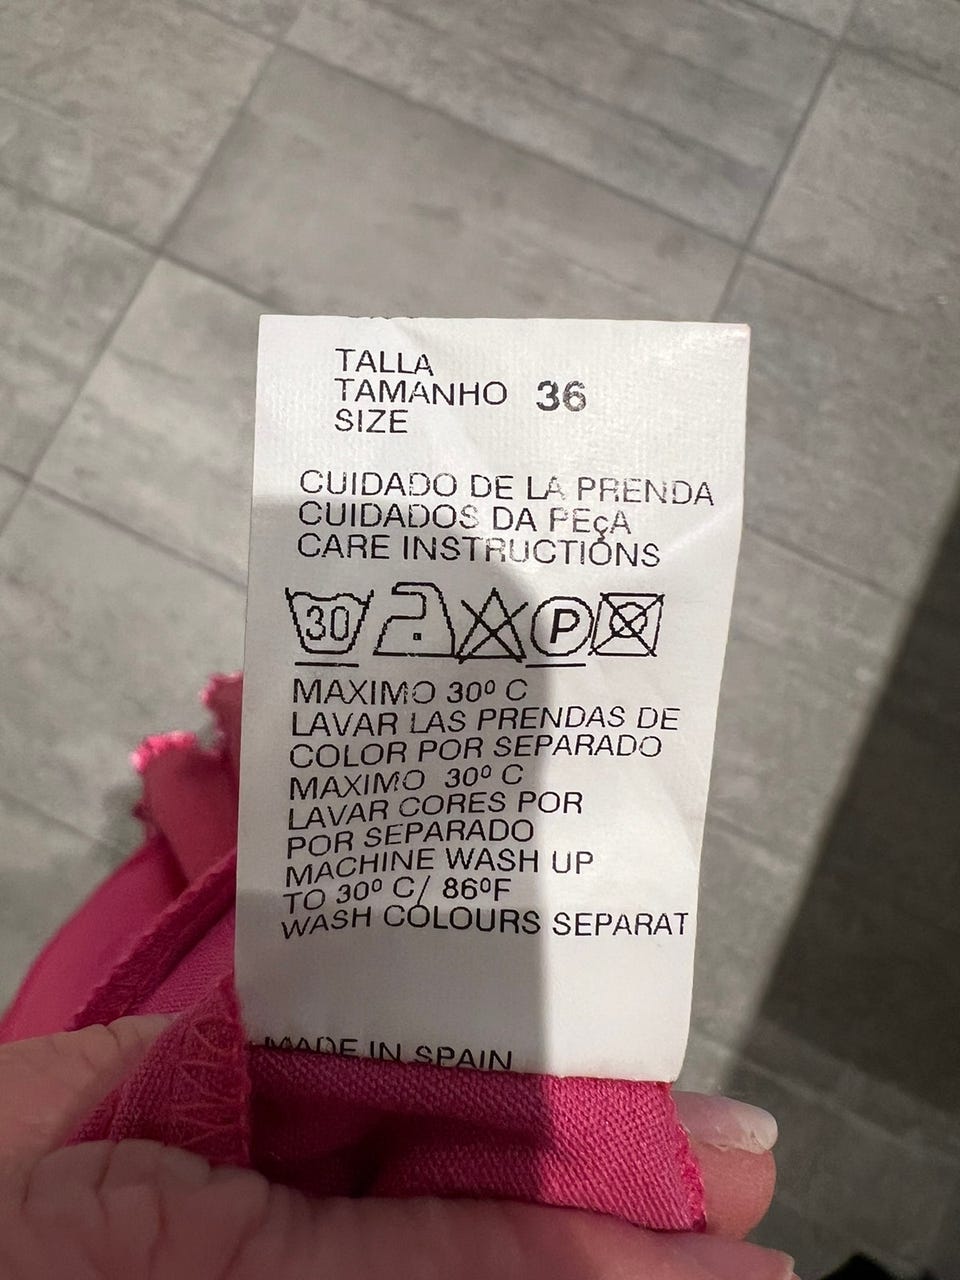 TALLA
TAMANHO 36
SIZE
CUIDADO DE LA PRENDA
CUIDADOS DA PEçA
CARE INSTRUCTIONS
30 P
MAXIMO 30º C
LAVAR LAS PRENDAS DE
COLOR POR SEPARADO
MAXIMO 30º C
LAVAR CORES POR
POR SEPARADO
MACHINE WASH UP
TO 30º C/ 86ºF
WASH COLOURS SEPARAT
MADE IN SPAIN